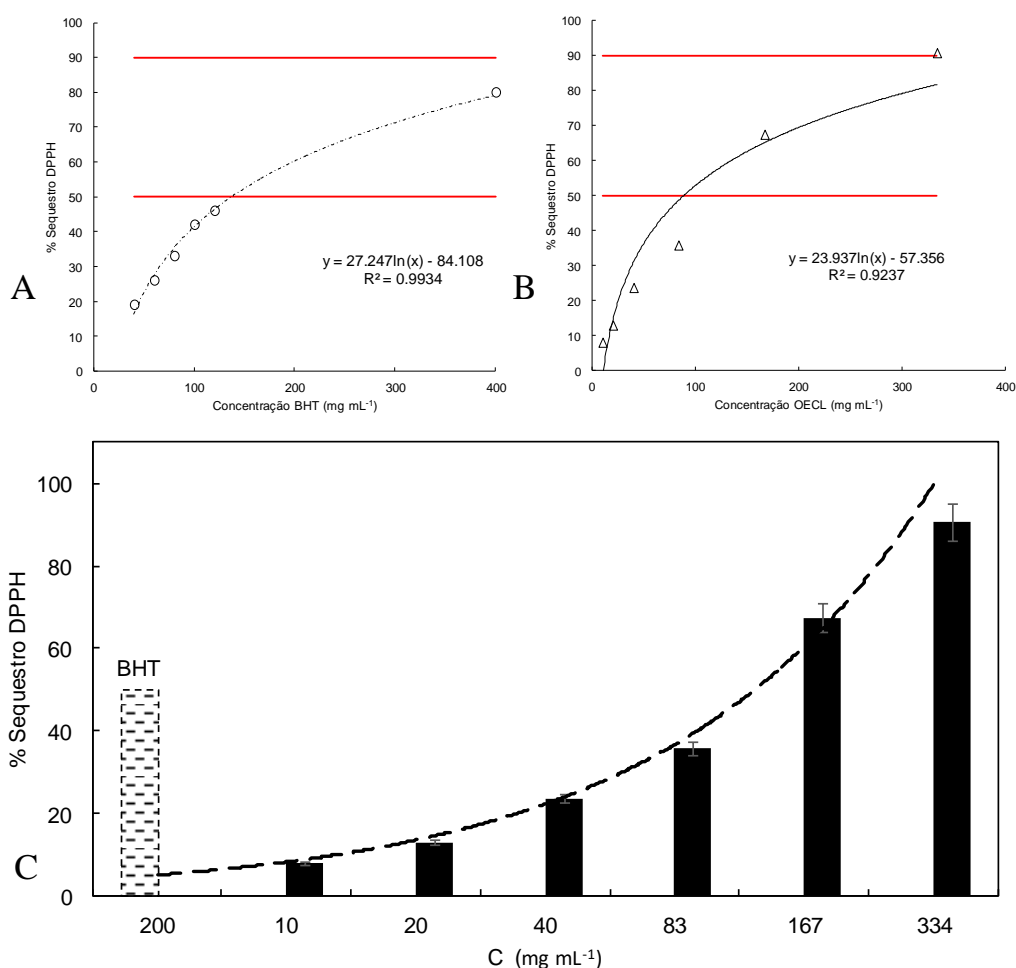 100
90
80
70
60
50
40
30
20
10
0
% Sequestro DPPH
A
y = 27.247ln(x) - 84.108
R² = 0.9934
0 100 200 300 400
Concentração BHT (mg mL⁻¹)
100
90
80
70
60
50
40
30
20
10
0
% Sequestro DPPH
B
y = 23.937ln(x) - 57.356
R² = 0.9237
0 100 200 300 400
Concentração OECL (mg mL⁻¹)
100
80
60
40
20
0
% Sequestro DPPH
BHT
C
200 10 20 40 83 167 334
C (mg mL⁻¹)